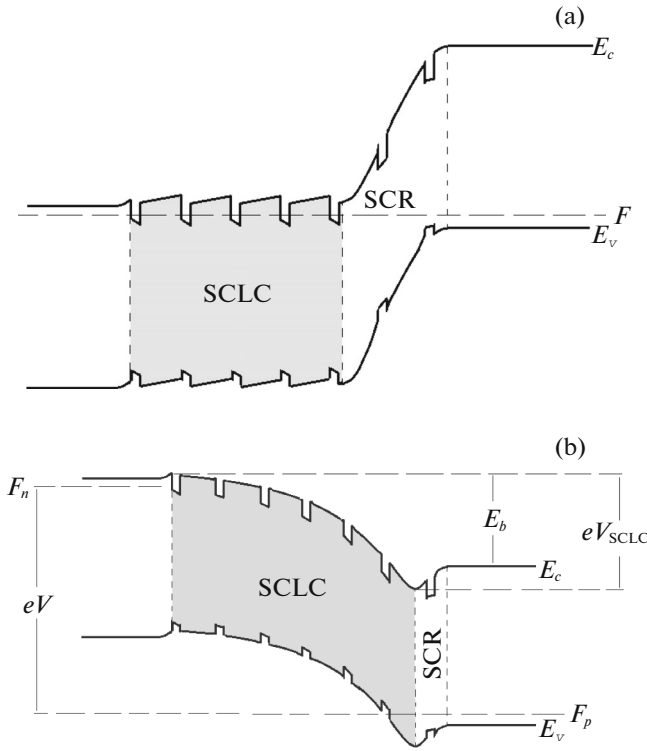 (a)
E_c
SCR
F
E_v
SCLC
(b)
F_n
E_b
eV_SCLC
SCLC
E_c
eV
SCR
F_p
E_v